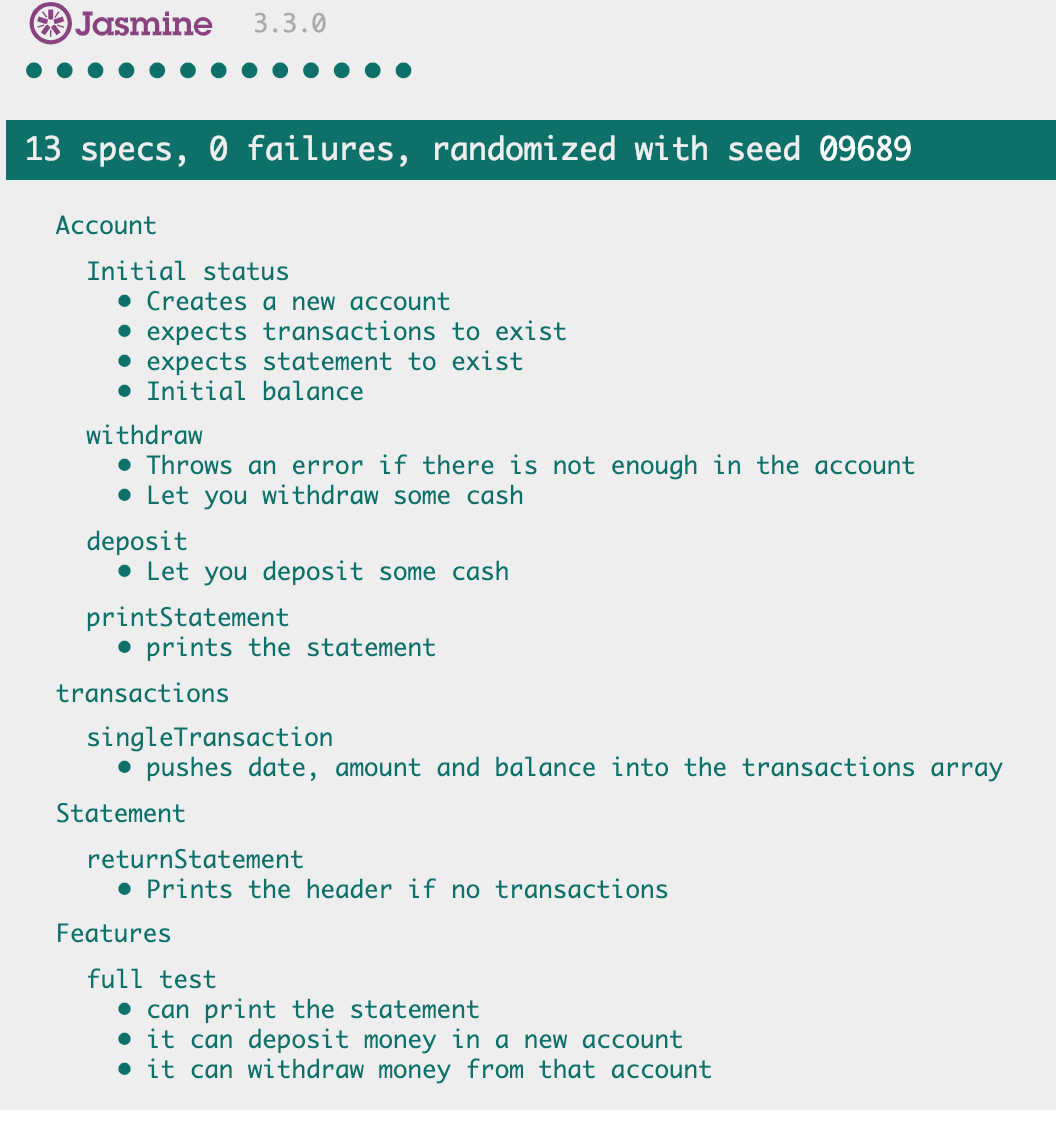 Jasmine 3.3.0
13 specs, 0 failures, randomized with seed 09689
Account
Initial status
• Creates a new account
• expects transactions to exist
• expects statement to exist
• Initial balance
withdraw
• Throws an error if there is not enough in the account
• Let you withdraw some cash
deposit
• Let you deposit some cash
printStatement
• prints the statement
transactions
singleTransaction
• pushes date, amount and balance into the transactions array
Statement
returnStatement
• Prints the header if no transactions
Features
full test
• can print the statement
• it can deposit money in a new account
• it can withdraw money from that account